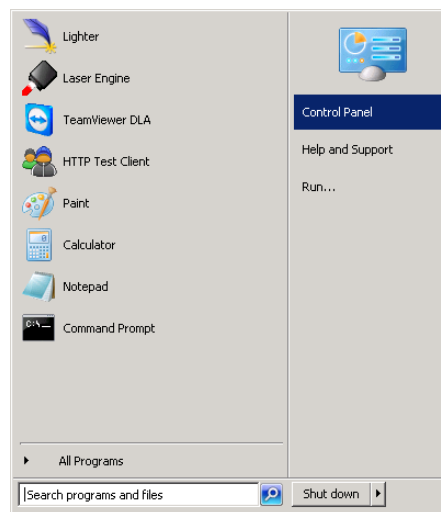 Lighter
Laser Engine
TeamViewer DLA
HTTP Test Client
Paint
Calculator
Notepad
C:\
Command Prompt
All Programs
Search programs and files
Control Panel
Help and Support
Run...
Shut down